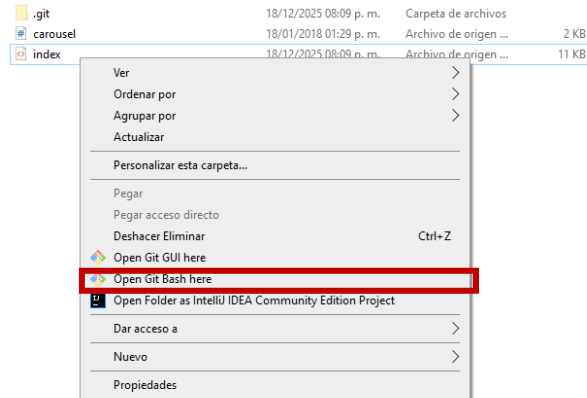 .git 18/12/2025 08:09 p. m. Carpeta de archivos
carousel 18/01/2018 01:29 p. m. Archivo de origen ... 2 KB
index 18/12/2025 08:09 p. m. Archivo de origen ... 11 KB
Ver
Ordenar por
Agrupar por
Actualizar
Personalizar esta carpeta...
Pegar
Pegar acceso directo
Deshacer Eliminar Ctrl+Z
Open Git GUI here
Open Git Bash here
Open Folder as IntelliJ IDEA Community Edition Project
Dar acceso a
Nuevo
Propiedades